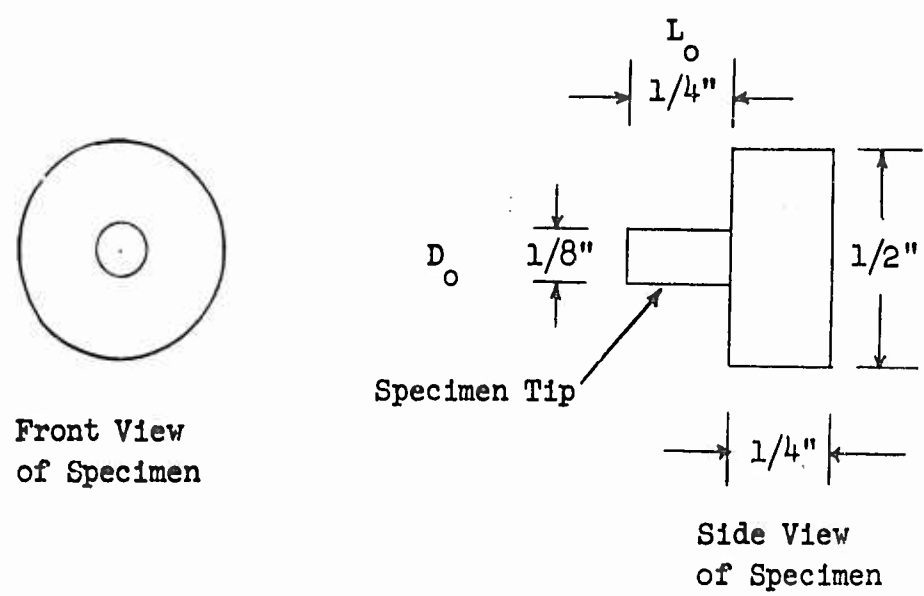 L
o
1/4"
D
o
1/8"
1/2"
Specimen Tip
1/4"
Front View
of Specimen
Side View
of Specimen